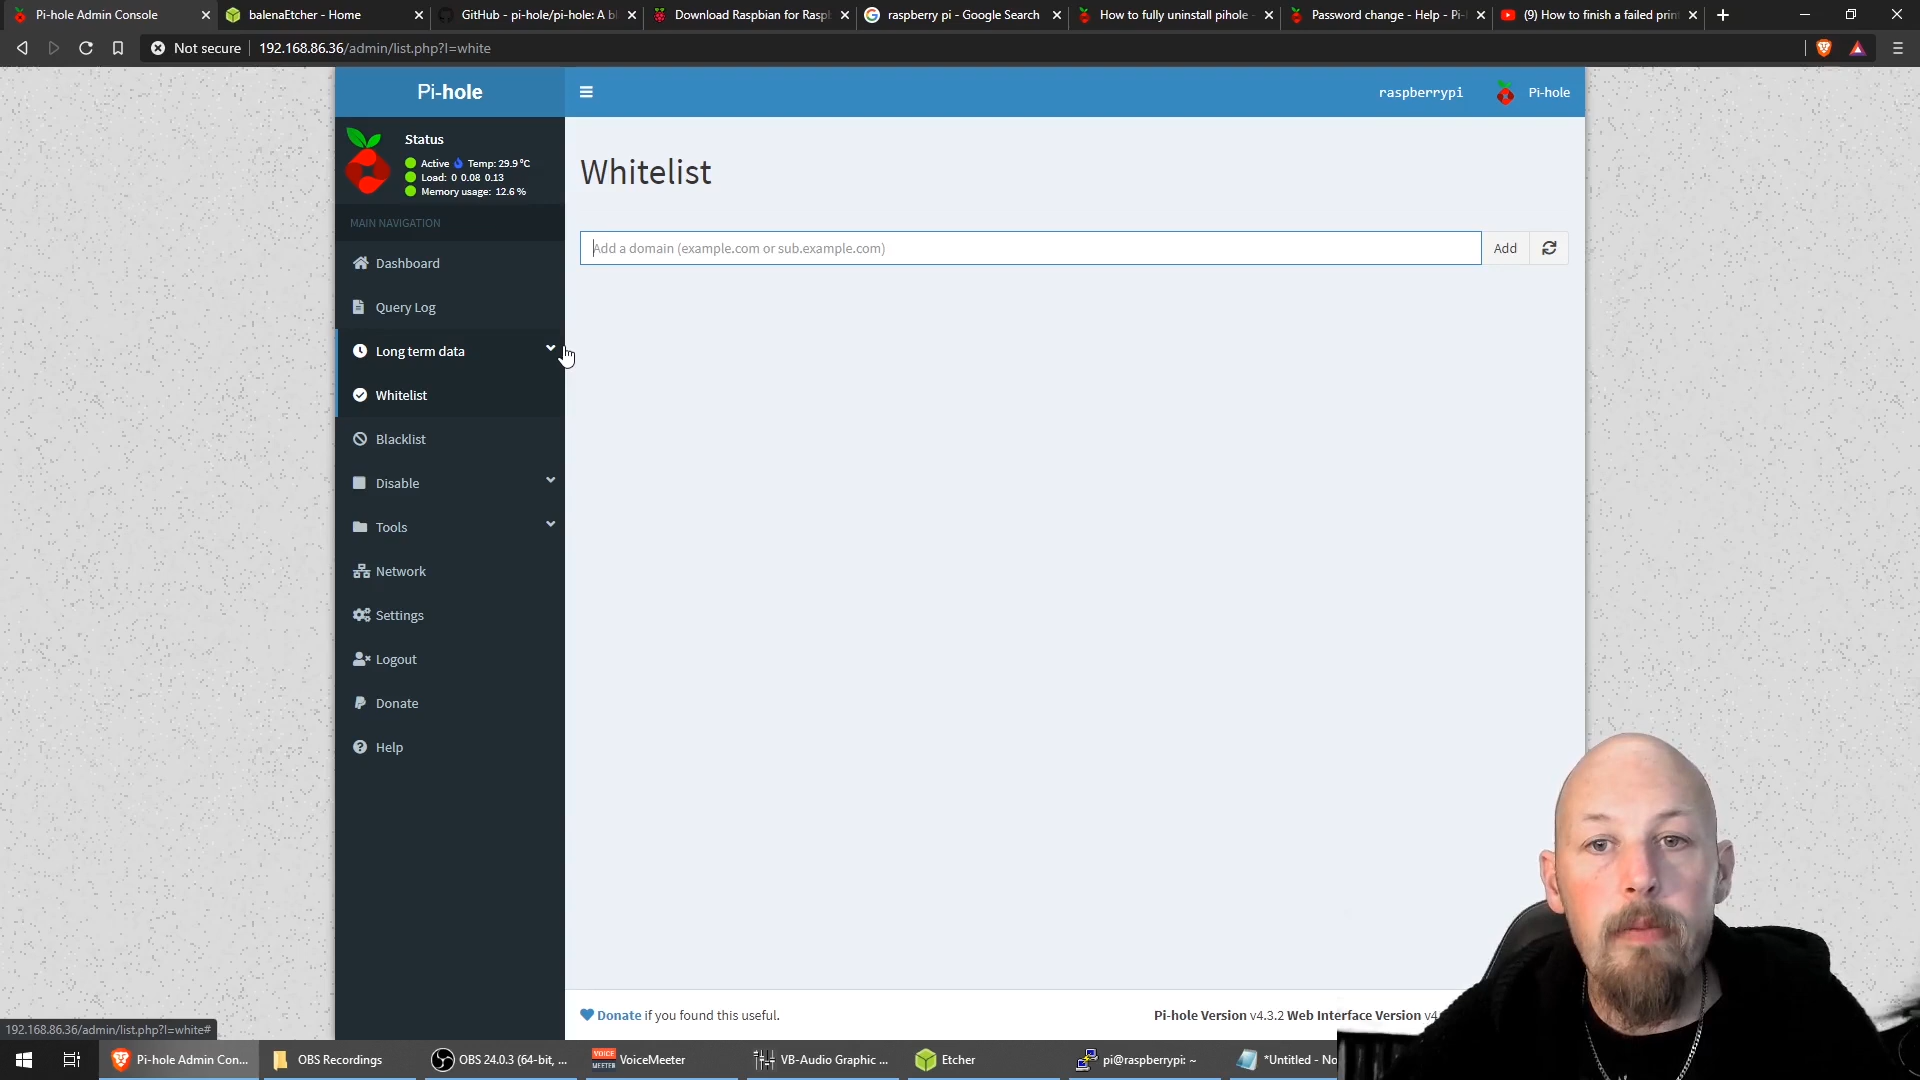 Pi-hole Admin Console
balenaEtcher - Home
GitHub - pi-hole/pi-hole: A bl
Download Raspbian for Raspb
raspberry pi - Google Search
How to fully uninstall pihole -
Password change - Help - Pi-
(9) How to finish a failed prin
Not secure
192.168.86.36/admin/list.php?l=white
Pi-hole
raspberrypi
Pi-hole
Status
Active Temp: 29.9 °C
Load: 0 0.08 0.13
Memory usage: 12.6 %
MAIN NAVIGATION
Dashboard
Query Log
Long term data
Whitelist
Blacklist
Disable
Tools
Network
Settings
Logout
Donate
Help
Whitelist
Add a domain (example.com or sub.example.com)
Add
Donate if you found this useful.
Pi-hole Version v4.3.2 Web Interface Version v4.
192.168.86.36/admin/list.php?l=white#
Pi-hole Admin Con...
OBS Recordings
OBS 24.0.3 (64-bit, ...
VOICE MEETER
VoiceMeeter
VB-Audio Graphic ...
Etcher
pi@raspberrypi: ~
*Untitled - No